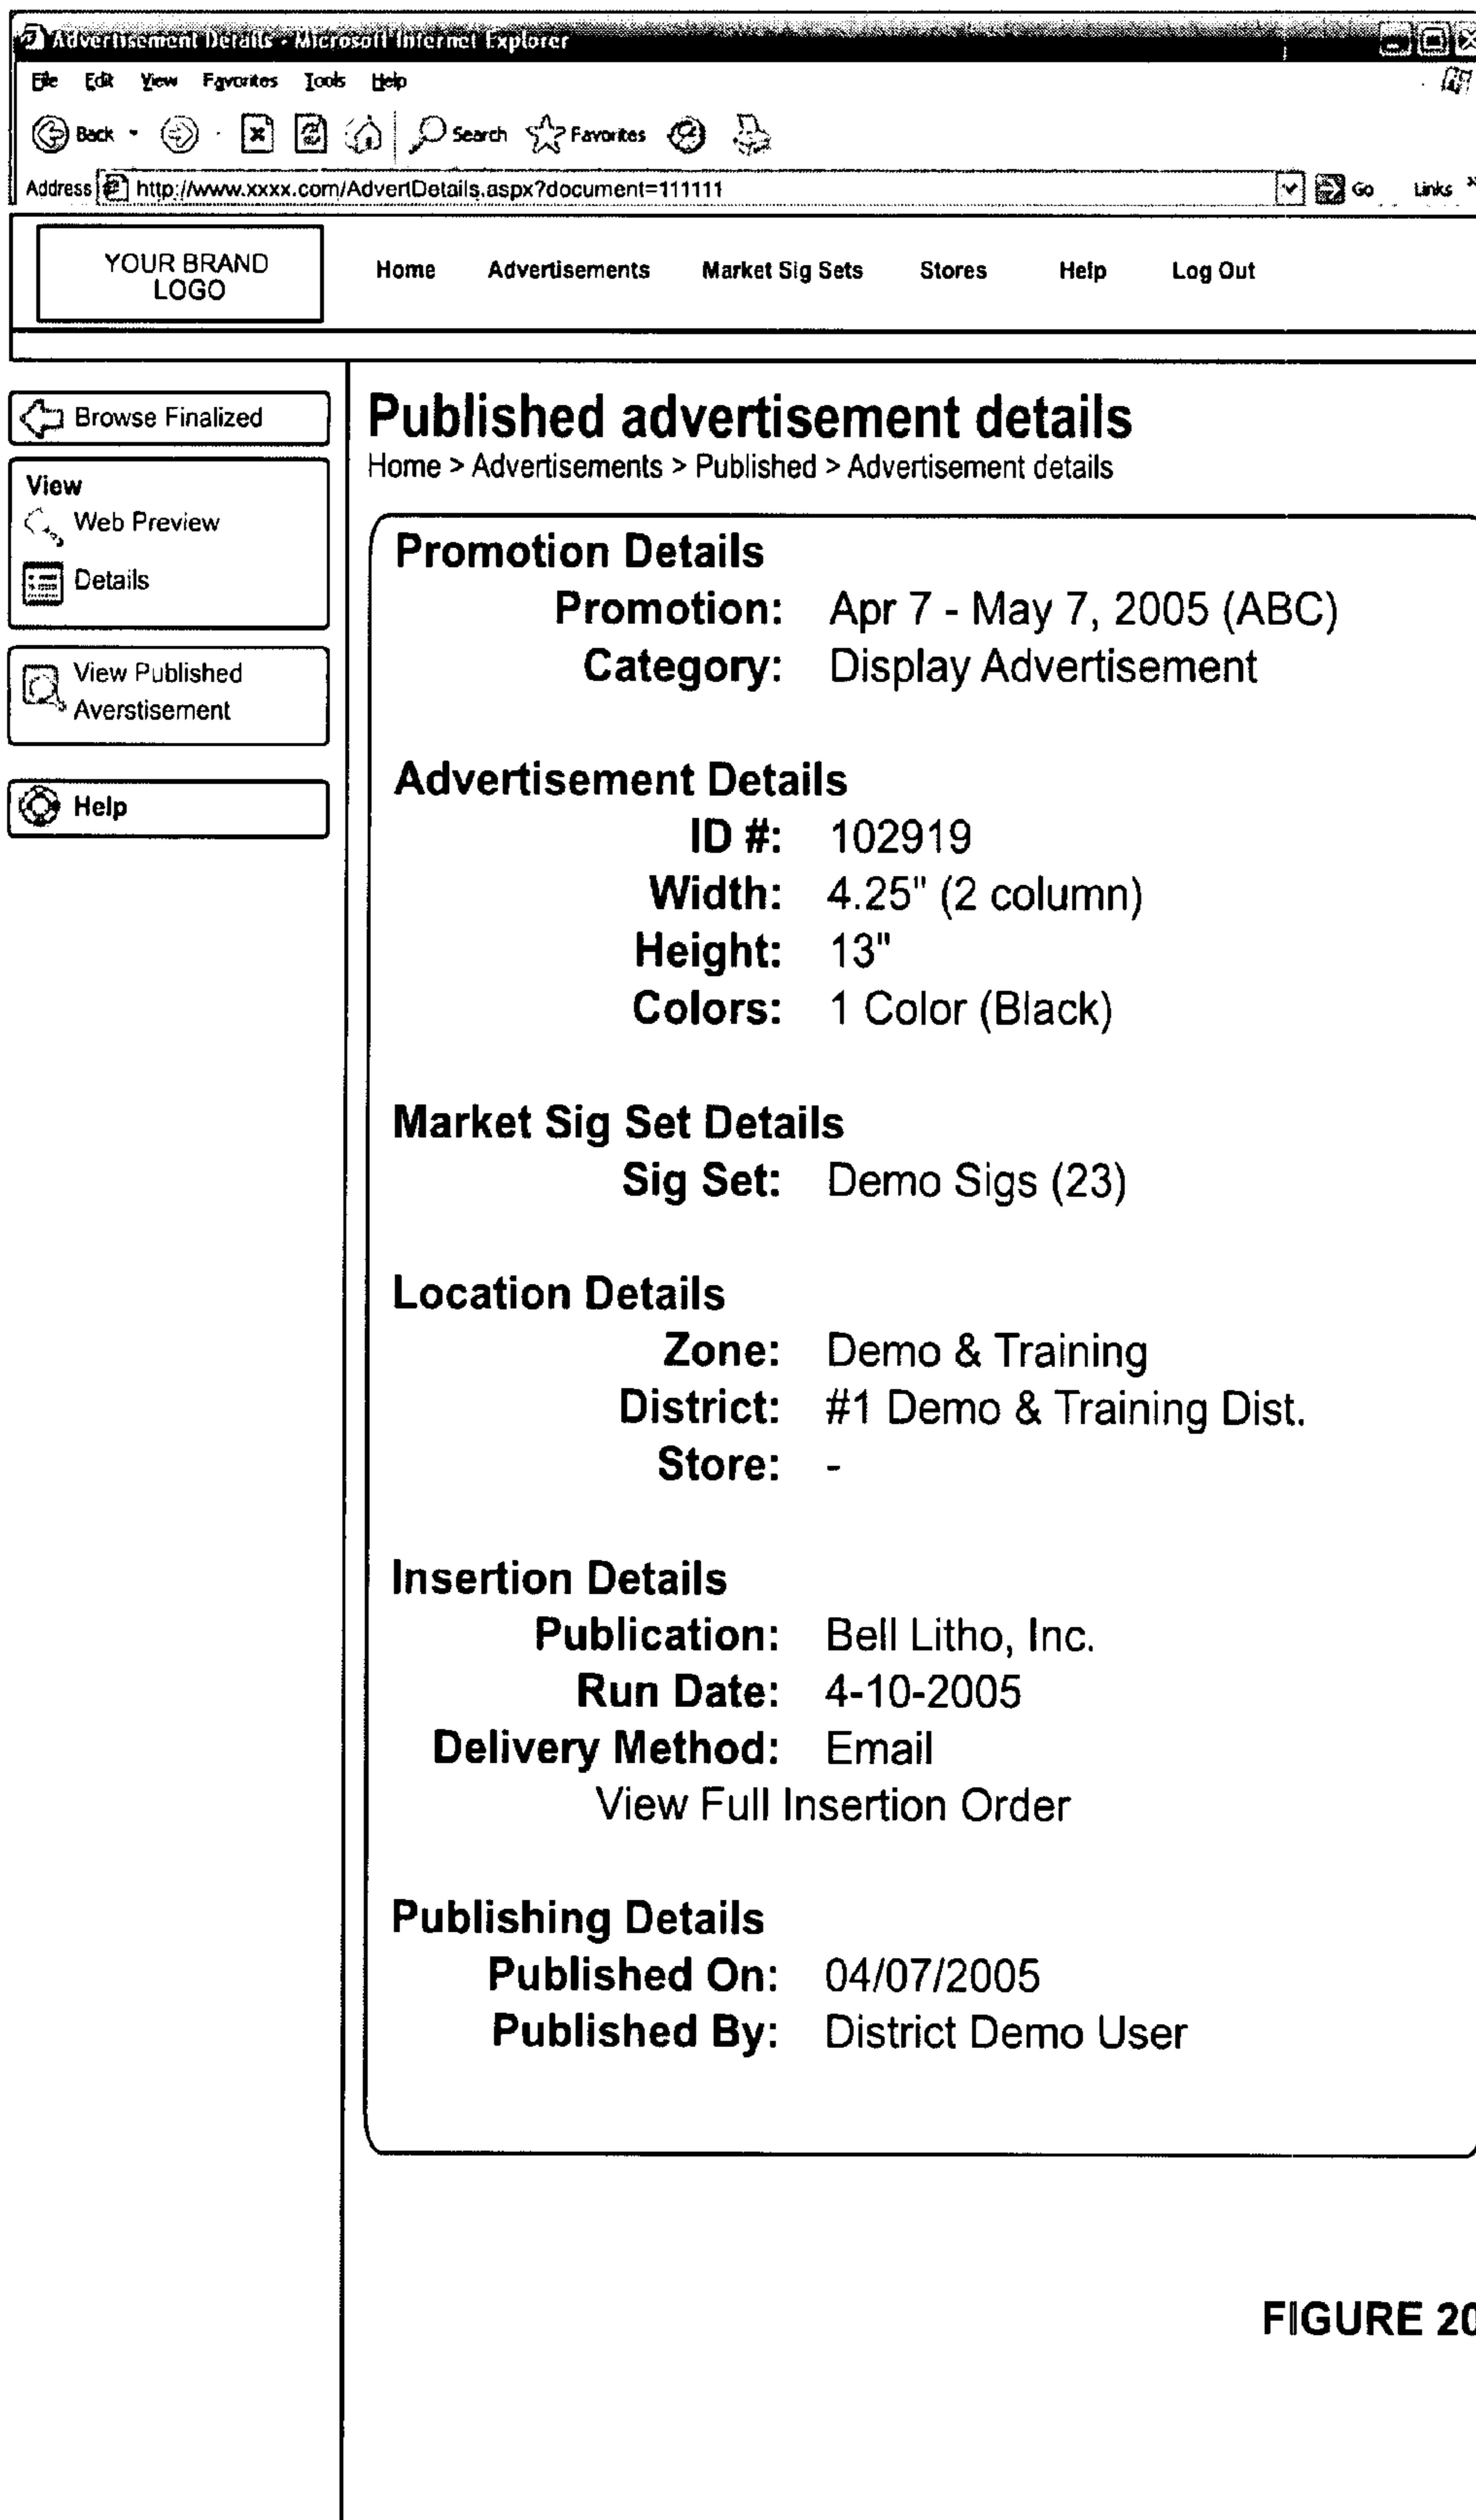 Advertisement Details - Microsoft Internet Explorer
File Edit View Favorites Tools Help
Back Search Favorites
Address http://www.xxxx.com/AdvertDetails.aspx?document=111111 Go Links
YOUR BRAND
LOGO
Home Advertisements Market Sig Sets Stores Help Log Out
Browse Finalized
View
Web Preview
Details
View Published
Averstisement
Help
Published advertisement details
Home > Advertisements > Published > Advertisement details
Promotion Details
Promotion: Apr 7 - May 7, 2005 (ABC)
Category: Display Advertisement
Advertisement Details
ID #: 102919
Width: 4.25" (2 column)
Height: 13"
Colors: 1 Color (Black)
Market Sig Set Details
Sig Set: Demo Sigs (23)
Location Details
Zone: Demo & Training
District: #1 Demo & Training Dist.
Store: -
Insertion Details
Publication: Bell Litho, Inc.
Run Date: 4-10-2005
Delivery Method: Email
View Full Insertion Order
Publishing Details
Published On: 04/07/2005
Published By: District Demo User
FIGURE 20